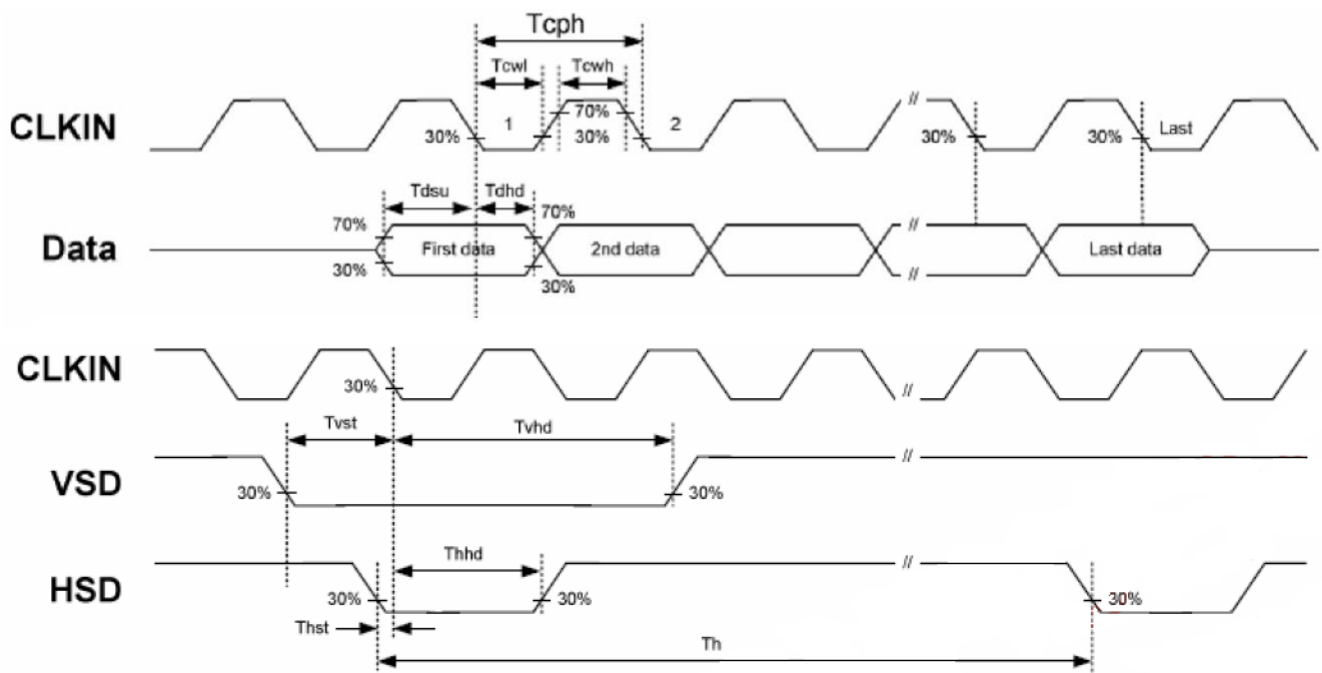 Tcph
Tcwl Tcwh
CLKIN 30% 1 70% 30% 2 // 30% 30% Last
Tdsu Tdhd
70% 70%
Data First data 2nd data // Last data
30% 30% //
CLKIN 30% //
Tvst Tvhd
VSD 30% 30% //
Thhd
HSD 30% 30% // 30%
Thst
Th